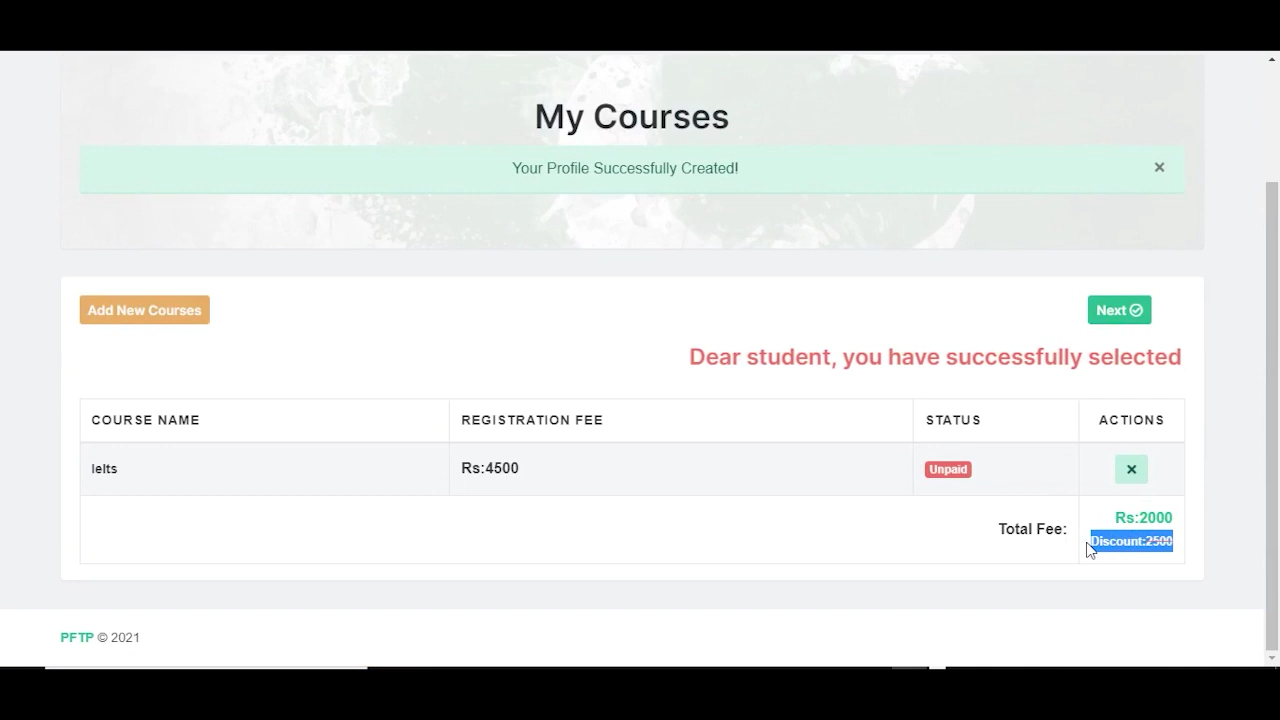 My Courses
Your Profile Successfully Created!
×
Add New Courses
Next
Dear student, you have successfully selected
COURSE NAME
REGISTRATION FEE
STATUS
ACTIONS
Ielts
Rs:4500
Unpaid
×
Total Fee:
Rs:2000
Discount:2500
PFTP © 2021